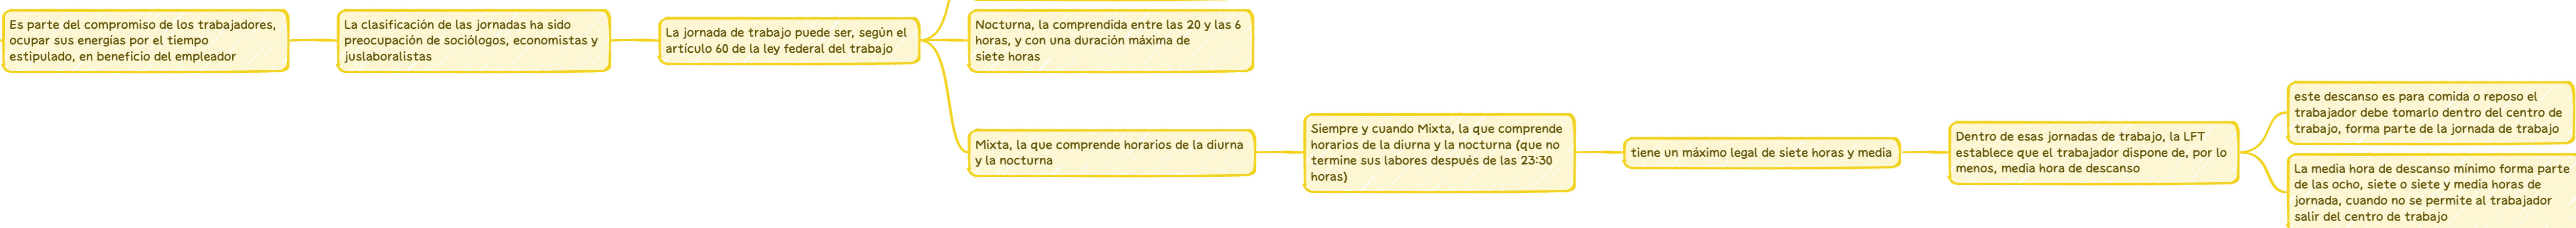 Es parte del compromiso de los trabajadores,
ocupar sus energías por el tiempo
estipulado, en beneficio del empleador
La clasificación de las jornadas ha sido
preocupación de sociólogos, economistas y
juslaboralistas
La jornada de trabajo puede ser, según el
artículo 60 de la ley federal del trabajo
Nocturna, la comprendida entre las 20 y las 6
horas, y con una duración máxima de
siete horas
Mixta, la que comprende horarios de la diurna
y la nocturna
Siempre y cuando Mixta, la que comprende
horarios de la diurna y la nocturna (que no
termine sus labores después de las 23:30
horas)
tiene un máximo legal de siete horas y media
Dentro de esas jornadas de trabajo, la LFT
establece que el trabajador dispone de, por lo
menos, media hora de descanso
este descanso es para comida o reposo el
trabajador debe tomarlo dentro del centro de
trabajo, forma parte de la jornada de trabajo
La media hora de descanso mínimo forma parte
de las ocho, siete o siete y media horas de
jornada, cuando no se permite al trabajador
salir del centro de trabajo